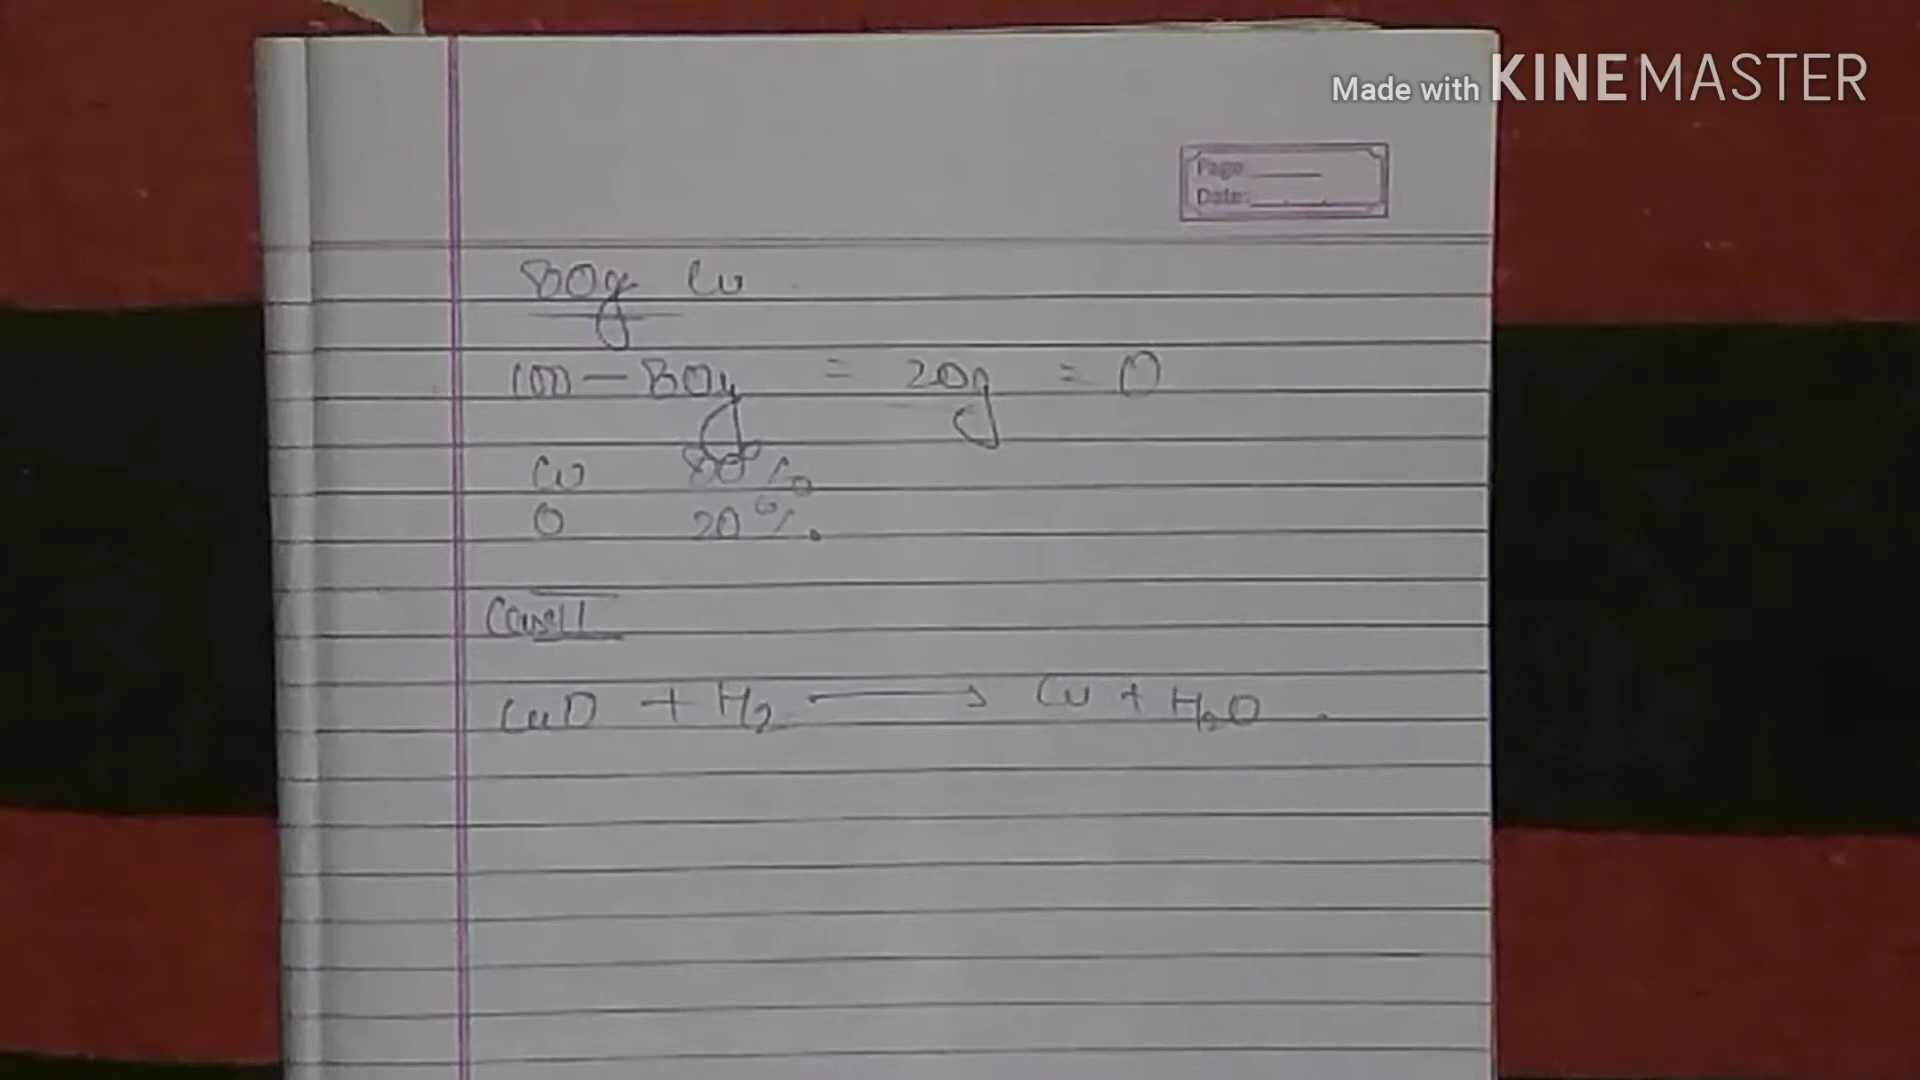 Made with KINEMASTER
Page
Date:
80g Cu
100 - 80g = 20g = O
Cu 80%
O 20%.
Case II
CuO + H2 → Cu + H2O